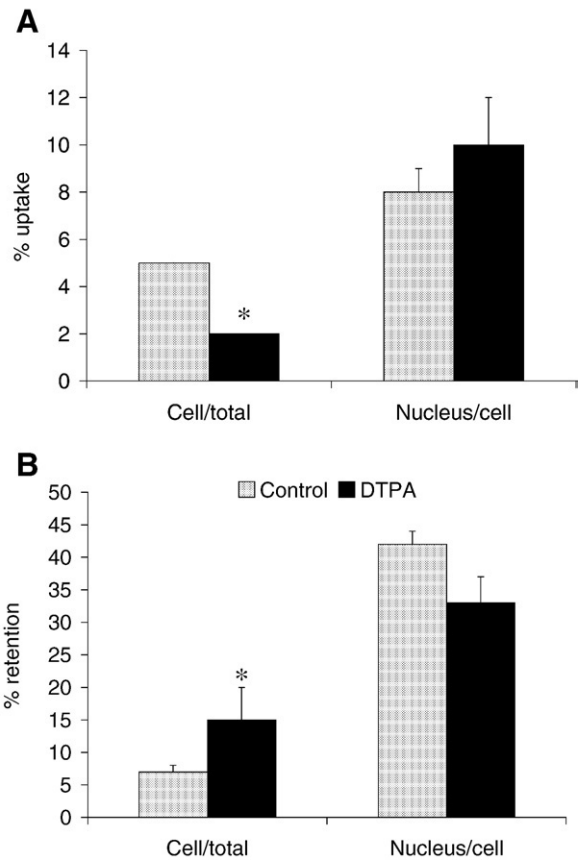 A
14
12
10
8
6
4
2
0
% uptake
*
Cell/total
Nucleus/cell
B
Control
DTPA
50
45
40
35
30
25
20
15
10
5
0
% retention
*
Cell/total
Nucleus/cell